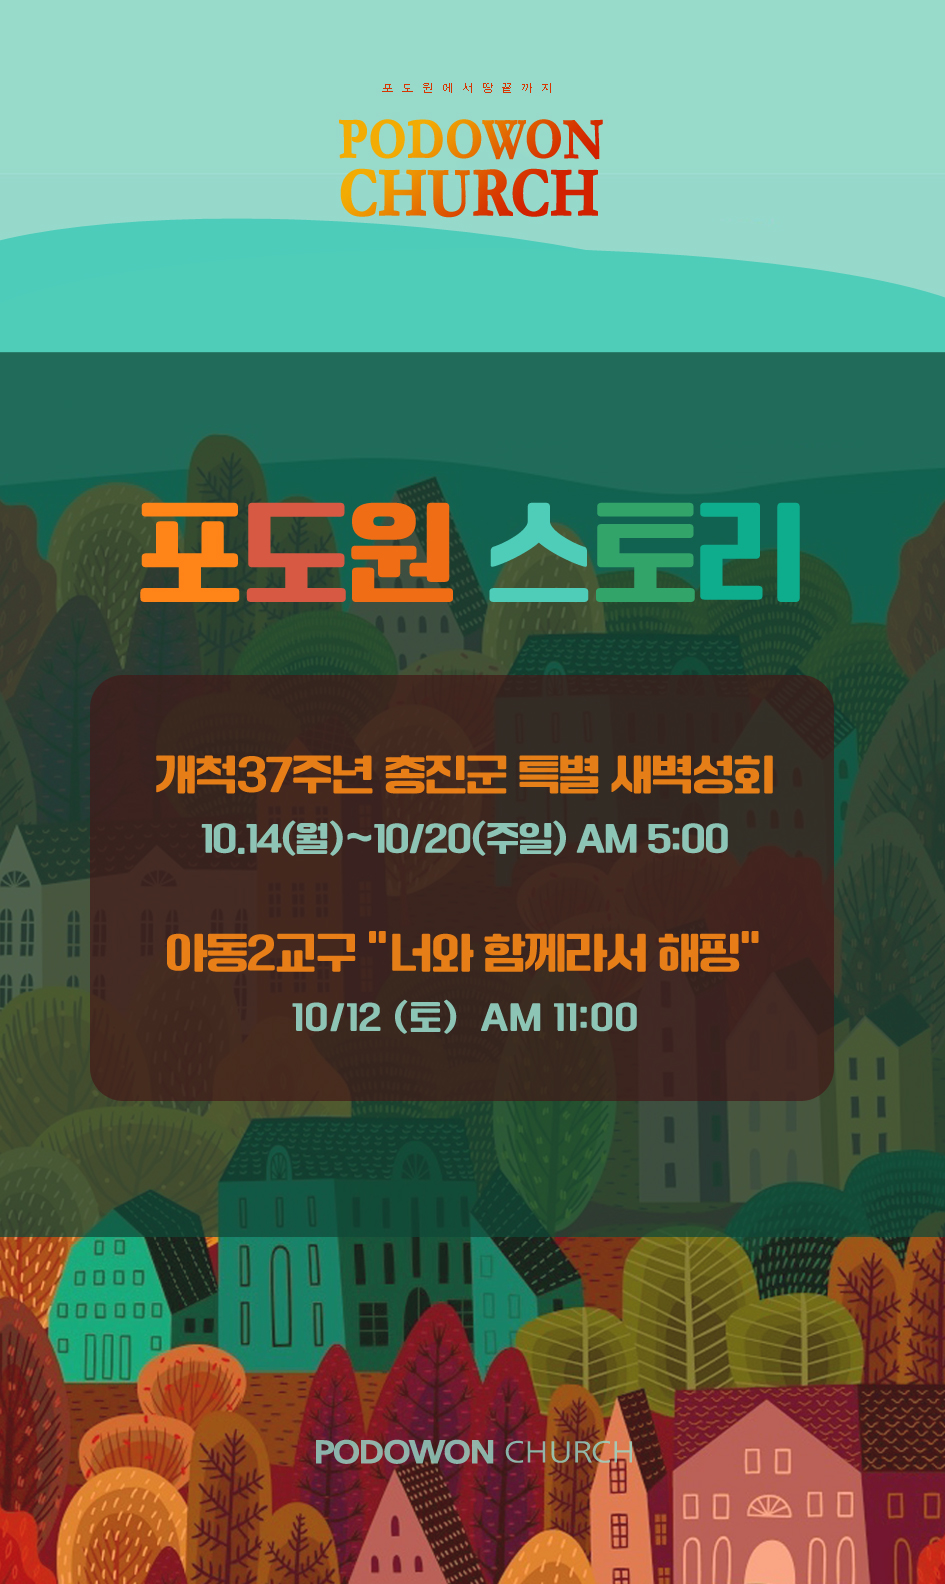 포도원에서땅끝까지
PODOWON
CHURCH
포도원 스토리
개척37주년 총진군 특별 새벽성회
10.14(월)~10/20(주일) AM 5:00
아동2교구 "너와 함께라서 해핑"
10/12 (토) AM 11:00
PODOWON CHURCH